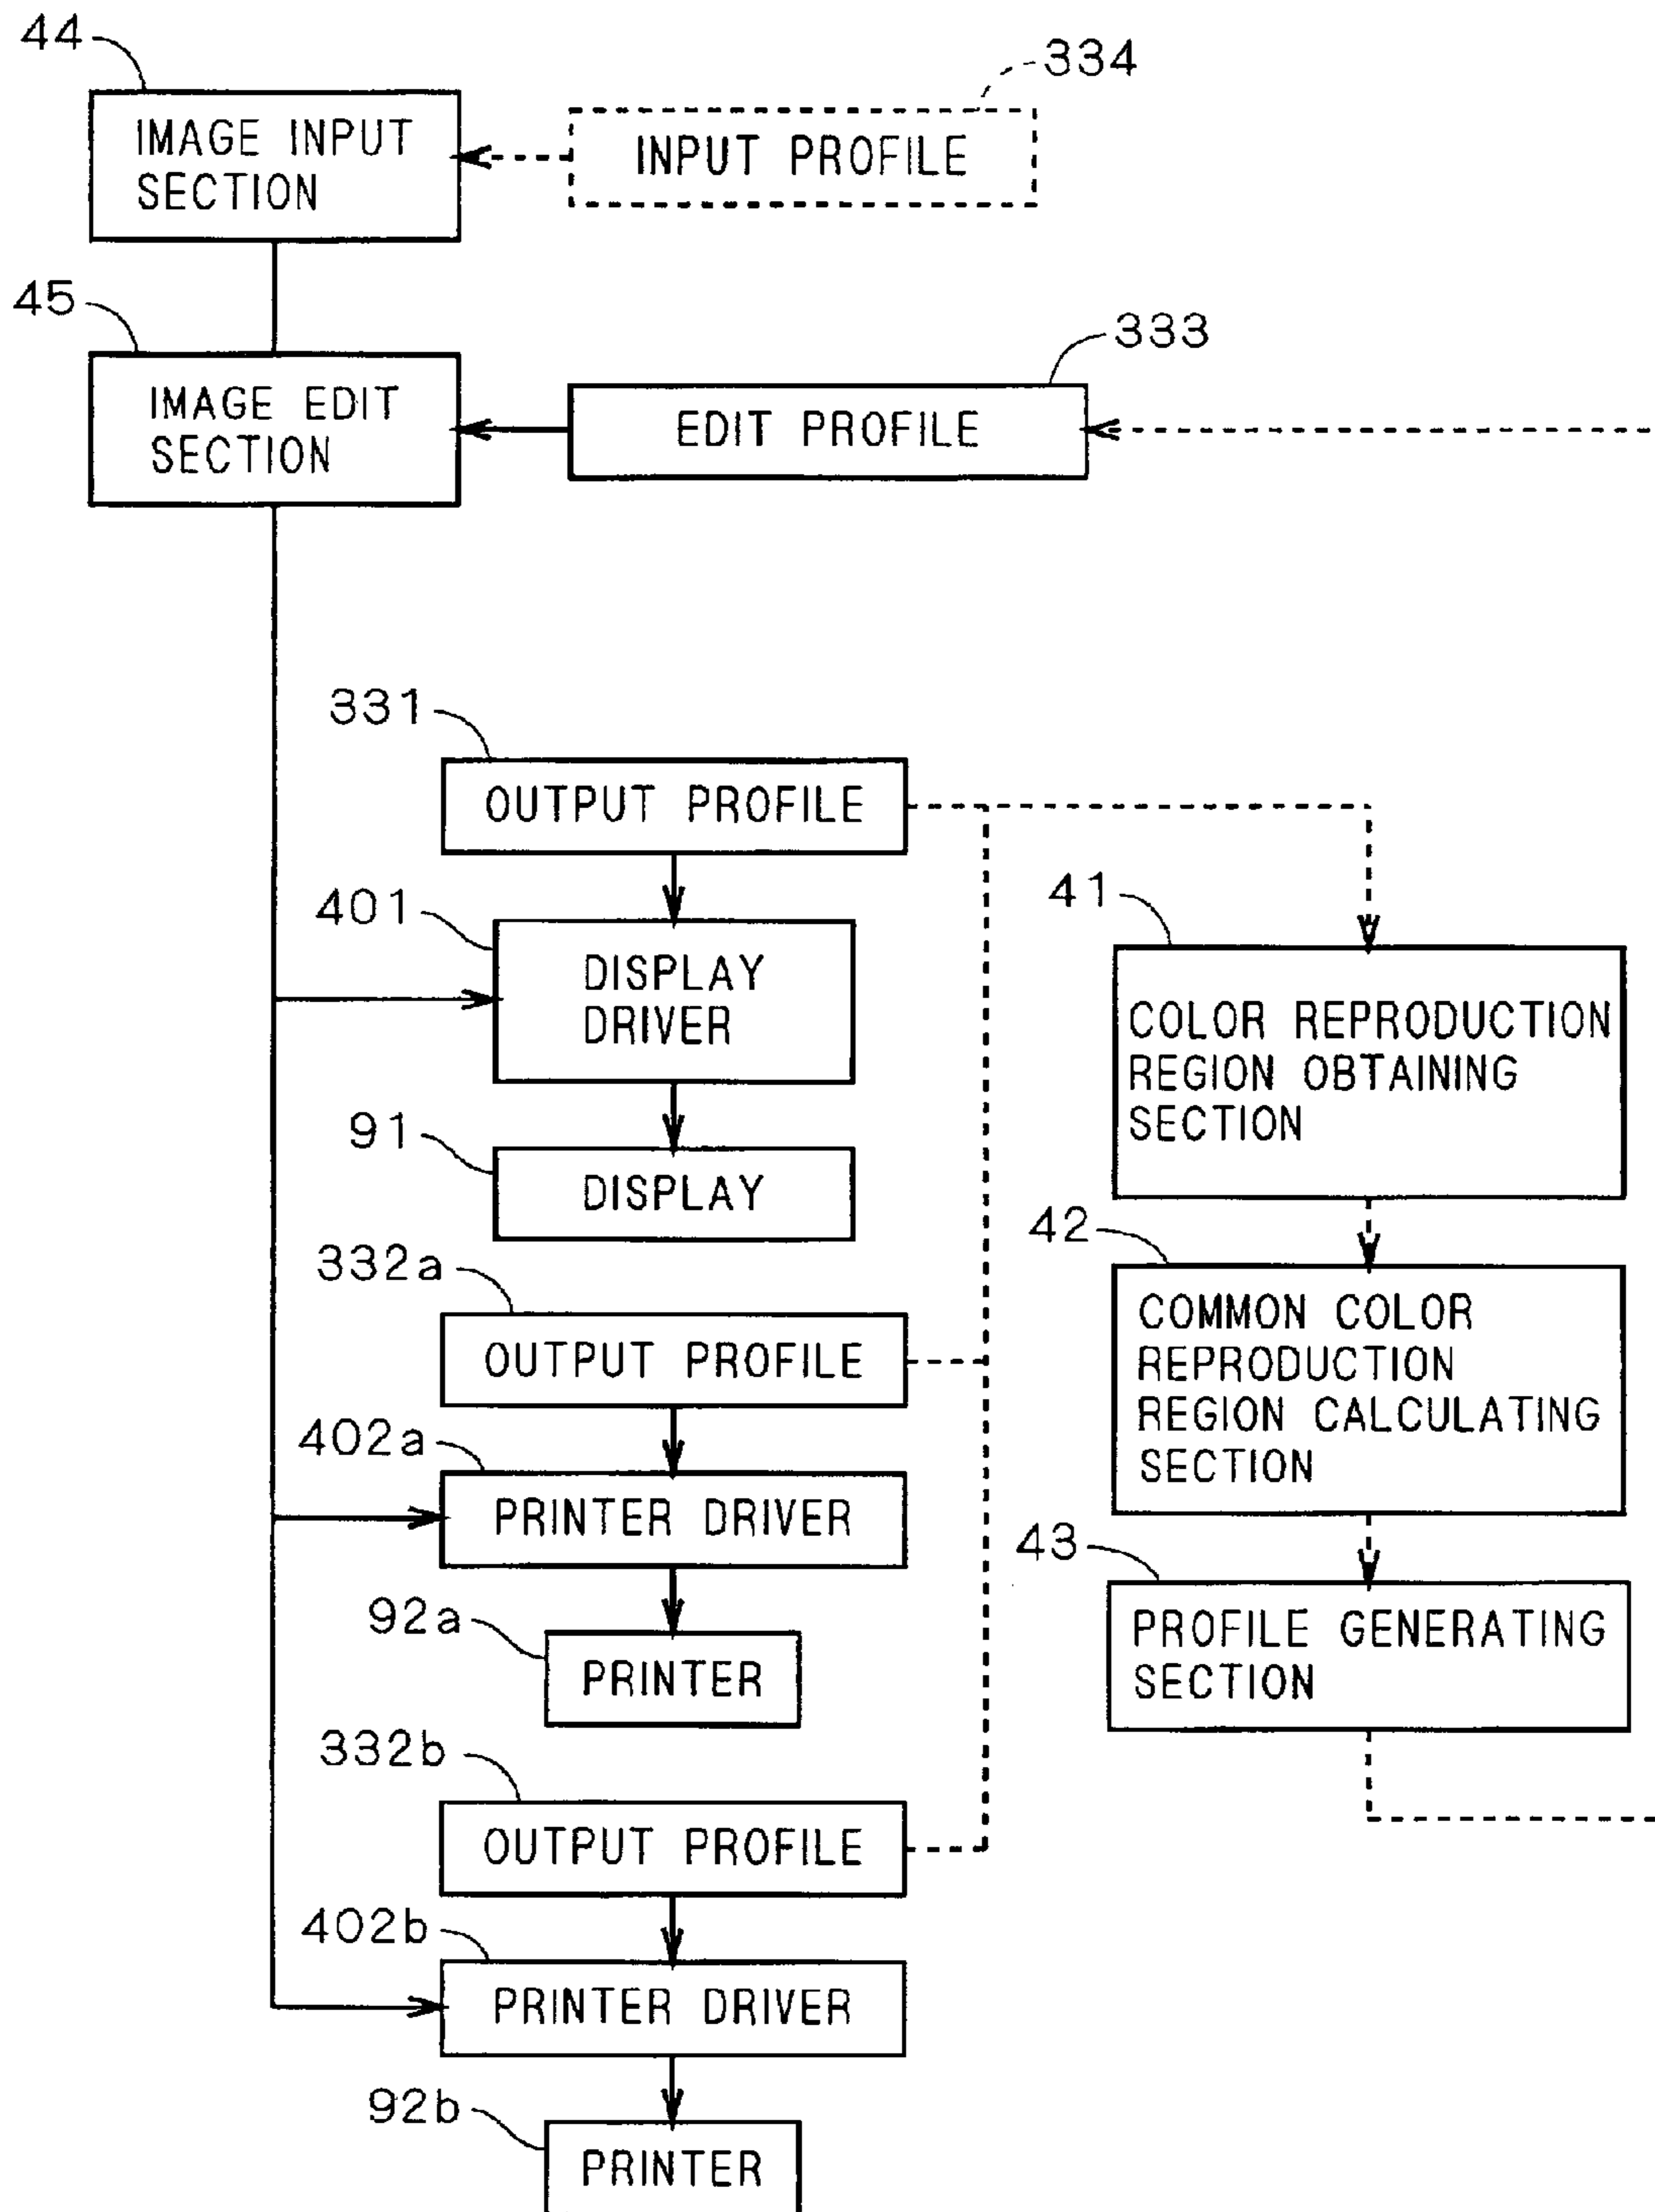 44
334
IMAGE INPUT
SECTION
INPUT PROFILE
45
333
IMAGE EDIT
SECTION
EDIT PROFILE
331
OUTPUT PROFILE
401
DISPLAY
DRIVER
41
COLOR REPRODUCTION
REGION OBTAINING
SECTION
91
DISPLAY
42
COMMON COLOR
REPRODUCTION
REGION CALCULATING
SECTION
332a
OUTPUT PROFILE
402a
PRINTER DRIVER
43
PROFILE GENERATING
SECTION
92a
PRINTER
332b
OUTPUT PROFILE
402b
PRINTER DRIVER
92b
PRINTER